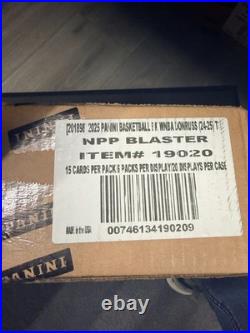 [201898] 2025 PANINI BASKETBALL WNBA DONRUSS (24-25)
NPP BLASTER
ITEM# 19020
15 CARDS PER PACK 6 PACKS PER DISPLAY/20 DISPLAYS PER CASE
MADE in the USA
00746134190209
PANINI
PANINI